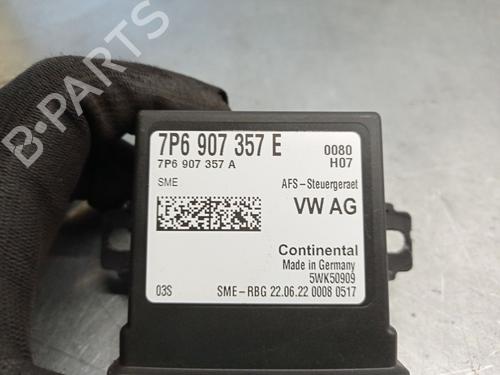 7P6 907 357 E
7P6 907 357 A
0080
H07
SME
AFS-Steuergeraet
VW AG
Continental
Made in Germany
5WK50909
03S
SME-RBG 22.06.22 0008 0517
B-PARTS